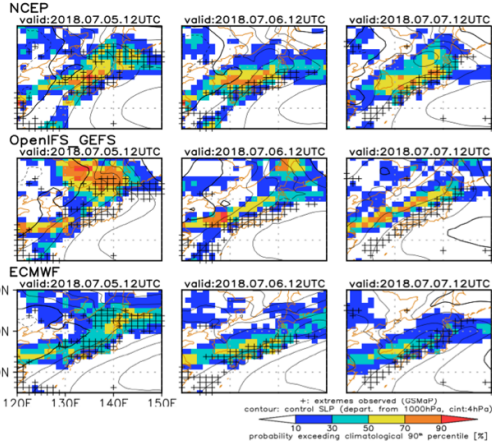 NCEP
valid:2018.07.05.12UTC valid:2018.07.06.12UTC valid:2018.07.07.12UTC
OpenIFS_GEFS
valid:2018.07.05.12UTC valid:2018.07.06.12UTC valid:2018.07.07.12UTC
ECMWF
valid:2018.07.05.12UTC valid:2018.07.06.12UTC valid:2018.07.07.12UTC
0N
0N
0N
120E 130E 140E 150E
+: extremes observed (GSMaP)
contour: control SLP (depart. from 1000hPa, cint:4hPa)
10 30 50 70 90
probability exceeding climatological 90th percentile [%]